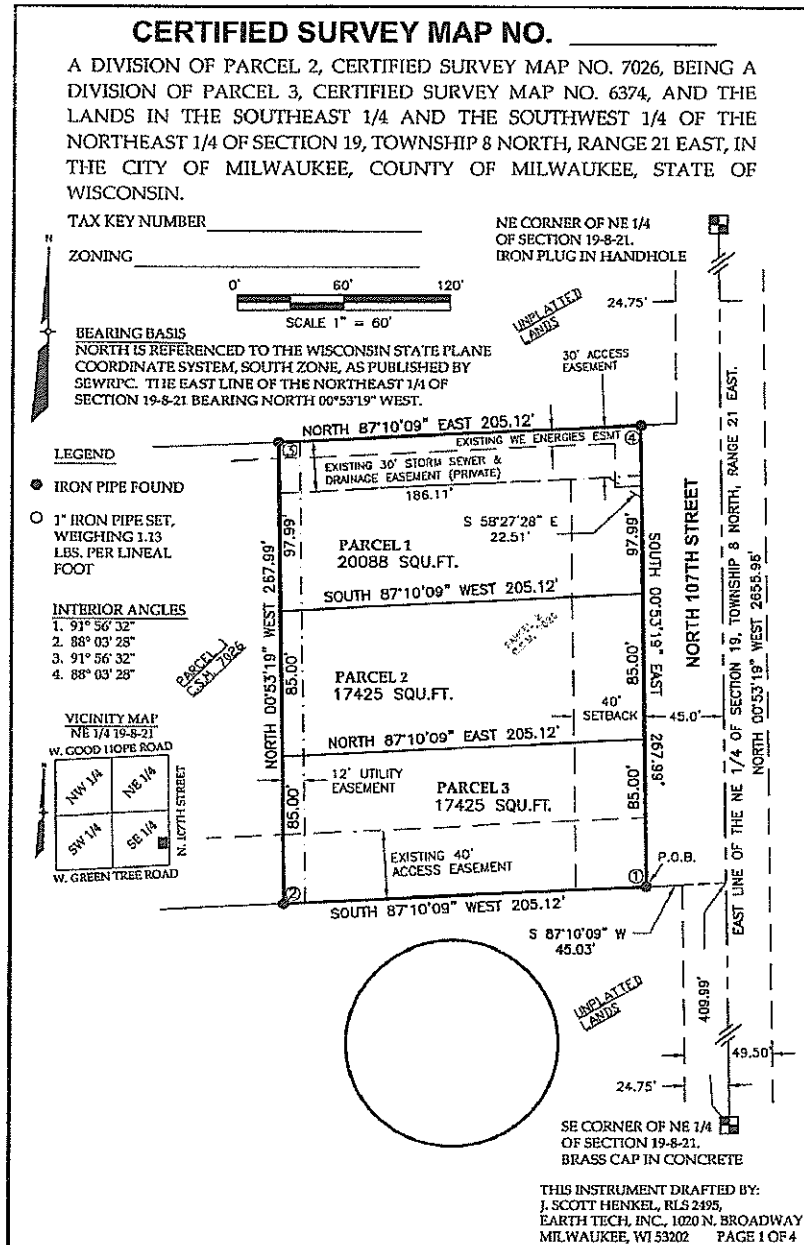 CERTIFIED SURVEY MAP NO.
A DIVISION OF PARCEL 2, CERTIFIED SURVEY MAP NO. 7026, BEING A
DIVISION OF PARCEL 3, CERTIFIED SURVEY MAP NO. 6374, AND THE
LANDS IN THE SOUTHEAST 1/4 AND THE SOUTHWEST 1/4 OF THE
NORTHEAST 1/4 OF SECTION 19, TOWNSHIP 8 NORTH, RANGE 21 EAST, IN
THE CITY OF MILWAUKEE, COUNTY OF MILWAUKEE, STATE OF
WISCONSIN.
TAX KEY NUMBER
ZONING
NE CORNER OF NE 1/4
OF SECTION 19-8-21.
IRON PLUG IN HANDHOLE
N
0' 60' 120'
SCALE 1" = 60'
UNPLATTED
LANDS
24.75'
BEARING BASIS
NORTH IS REFERENCED TO THE WISCONSIN STATE PLANE
COORDINATE SYSTEM, SOUTH ZONE, AS PUBLISHED BY
SEWRPC. THE EAST LINE OF THE NORTHEAST 1/4 OF
SECTION 19-8-21 BEARING NORTH 00°53'19" WEST.
30' ACCESS
EASEMENT
LEGEND
IRON PIPE FOUND
1" IRON PIPE SET,
WEIGHING 1.13
LBS. PER LINEAL
FOOT
INTERIOR ANGLES
1. 91° 56' 32"
2. 88° 03' 28"
3. 91° 56' 32"
4. 88° 03' 28"
VICINITY MAP
NE 1/4 19-8-21
W. GOOD HOPE ROAD
NW 1/4
NE 1/4
SW 1/4
SE 1/4
N. 107TH STREET
W. GREEN TREE ROAD
NORTH 87°10'09" EAST 205.12'
EXISTING WE ENERGIES ESMT
4
3
EXISTING 30' STORM SEWER &
DRAINAGE EASEMENT (PRIVATE)
186.11'
S 58°27'28" E
22.51'
97.99'
PARCEL 1
20088 SQU.FT.
97.99'
SOUTH 87°10'09" WEST 205.12'
NORTH 00°53'19" WEST 267.99'
PARCEL 1
C.S.M. 7026
PARCEL 2
C.S.M. 7026
85.00'
PARCEL 2
17425 SQU.FT.
85.00'
SOUTH 00°53'19" EAST 267.99'
40'
SETBACK
45.0'
NORTH 107TH STREET
NORTH 87°10'09" EAST 205.12'
12' UTILITY
EASEMENT
85.00'
PARCEL 3
17425 SQU.FT.
85.00'
EXISTING 40'
ACCESS EASEMENT
P.O.B.
1
2
SOUTH 87°10'09" WEST 205.12'
S 87°10'09" W
45.03'
EAST LINE OF THE NE 1/4 OF SECTION 19, TOWNSHIP 8 NORTH, RANGE 21 EAST.
NORTH 00°53'19" WEST 2655.95'
UNPLATTED
LANDS
409.99'
49.50'
24.75'
SE CORNER OF NE 1/4
OF SECTION 19-8-21.
BRASS CAP IN CONCRETE
THIS INSTRUMENT DRAFTED BY:
J. SCOTT HENKEL, RLS 2495,
EARTH TECH, INC., 1020 N. BROADWAY
MILWAUKEE, WI 53202 PAGE 1 OF 4